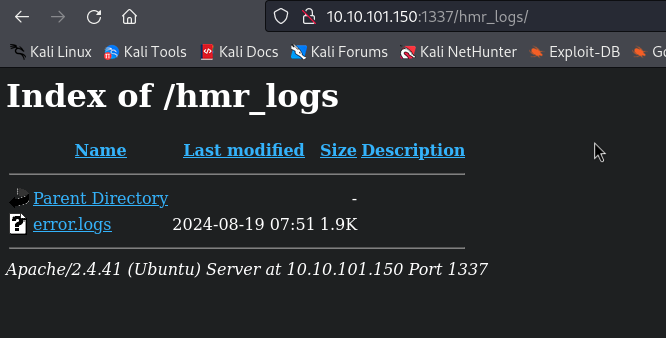 10.10.101.150:1337/hmr_logs/
Kali Linux Kali Tools Kali Docs Kali Forums Kali NetHunter Exploit-DB
Index of /hmr_logs
Name Last modified Size Description
Parent Directory -
error.logs 2024-08-19 07:51 1.9K
Apache/2.4.41 (Ubuntu) Server at 10.10.101.150 Port 1337